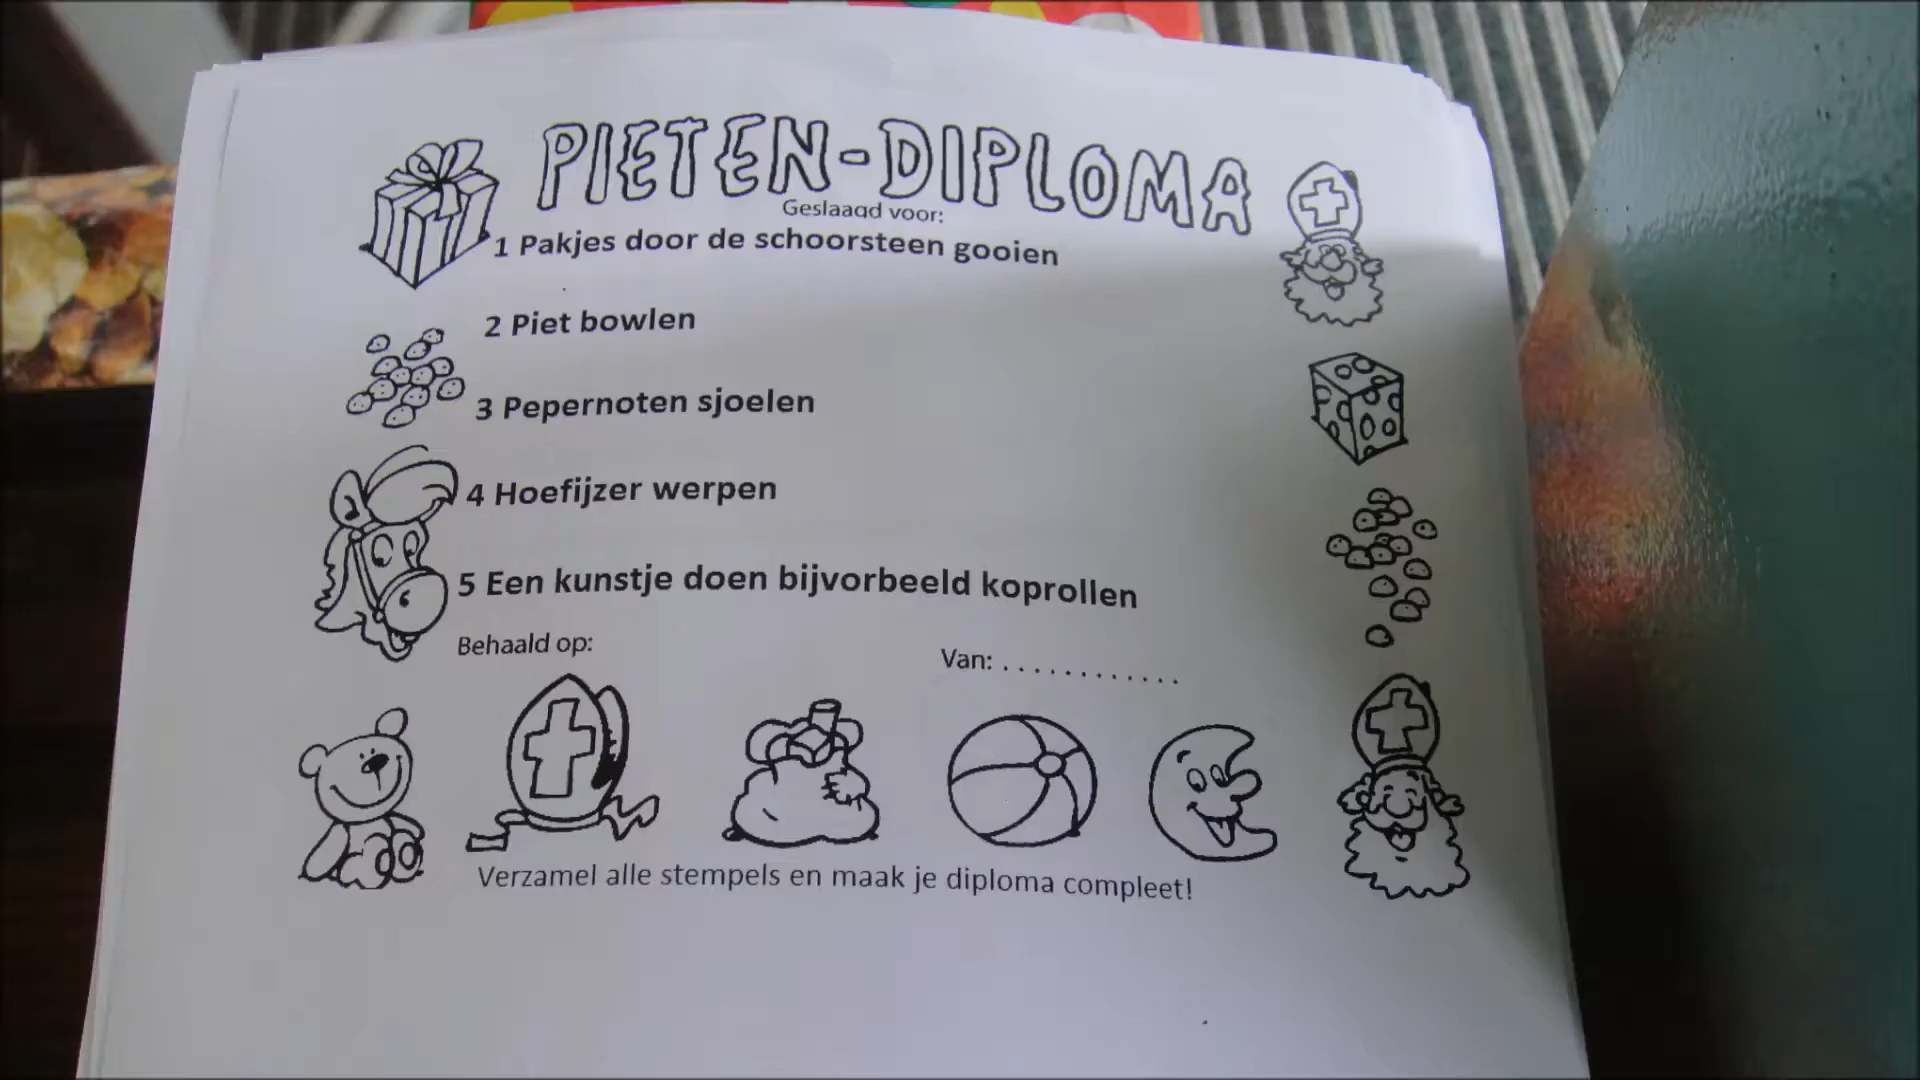 PIETEN-DIPLOMA
Geslaagd voor:
1 Pakjes door de schoorsteen gooien
2 Piet bowlen
3 Pepernoten sjoelen
4 Hoefijzer werpen
5 Een kunstje doen bijvorbeeld koprollen
Behaald op:
Van: . . . . . . . . . . . .
Verzamel alle stempels en maak je diploma compleet!